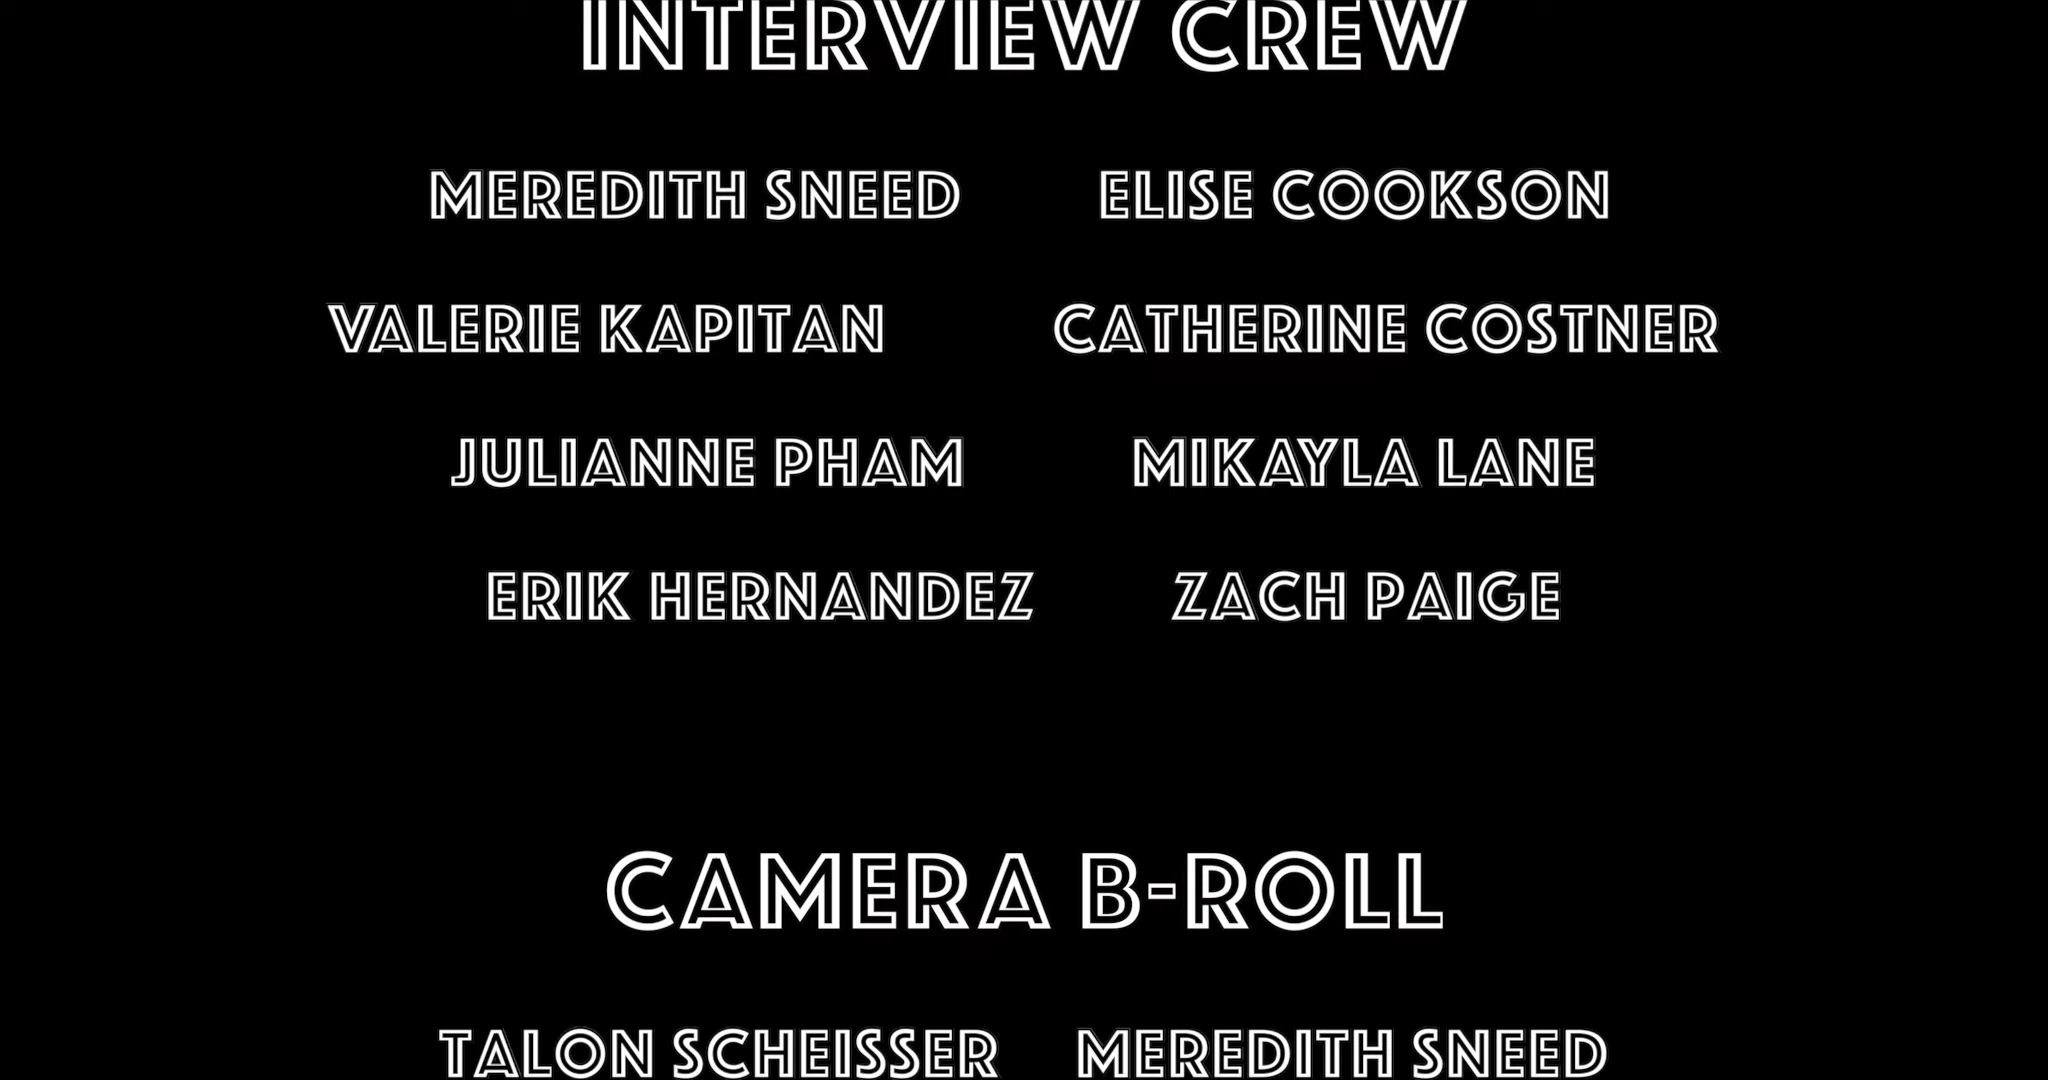 INTERVIEW CREW
MEREDITH SNEED ELISE COOKSON
VALERIE KAPITAN CATHERINE COSTNER
JULIANNE PHAM MIKAYLA LANE
ERIK HERNANDEZ ZACH PAIGE
CAMERA B-ROLL
TALON SCHEISSER MEREDITH SNEED